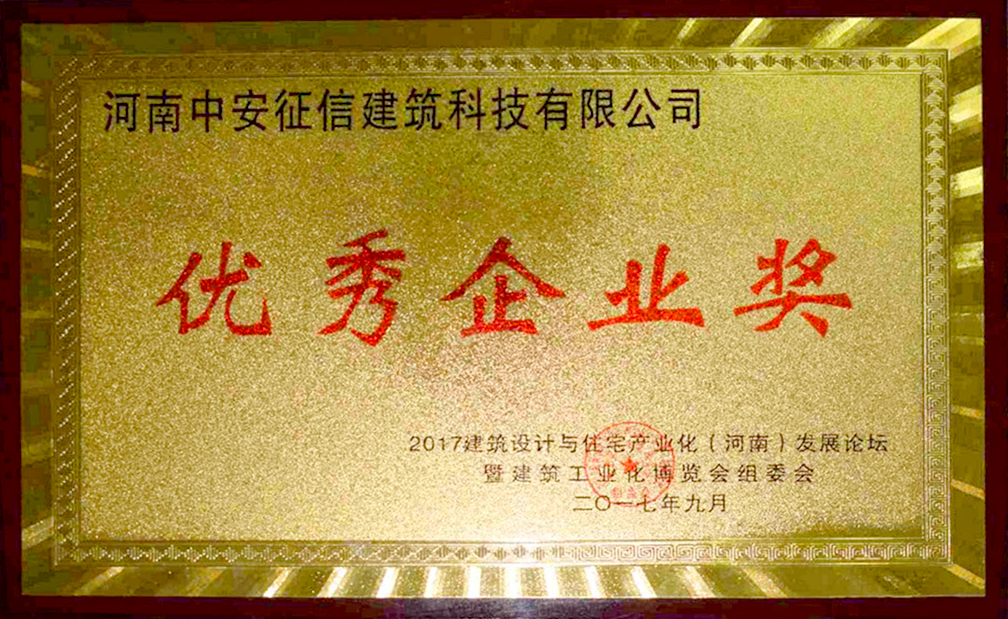 河南中安征信建筑科技有限公司
优秀企业奖
2017建筑设计与住宅产业化（河南）发展论坛
暨建筑工业化博览会组委会
二〇一七年九月